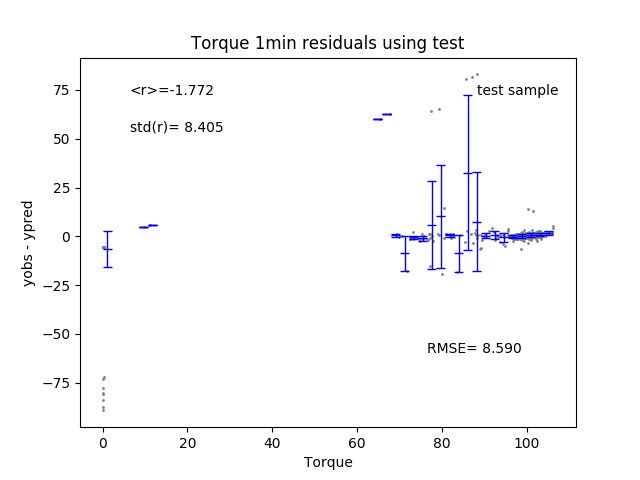 Torque 1min residuals using test
<r>=-1.772
test sample
std(r)= 8.405
RMSE= 8.590
yobs - ypred
75
50
25
0
−25
−50
−75
0 20 40 60 80 100
Torque